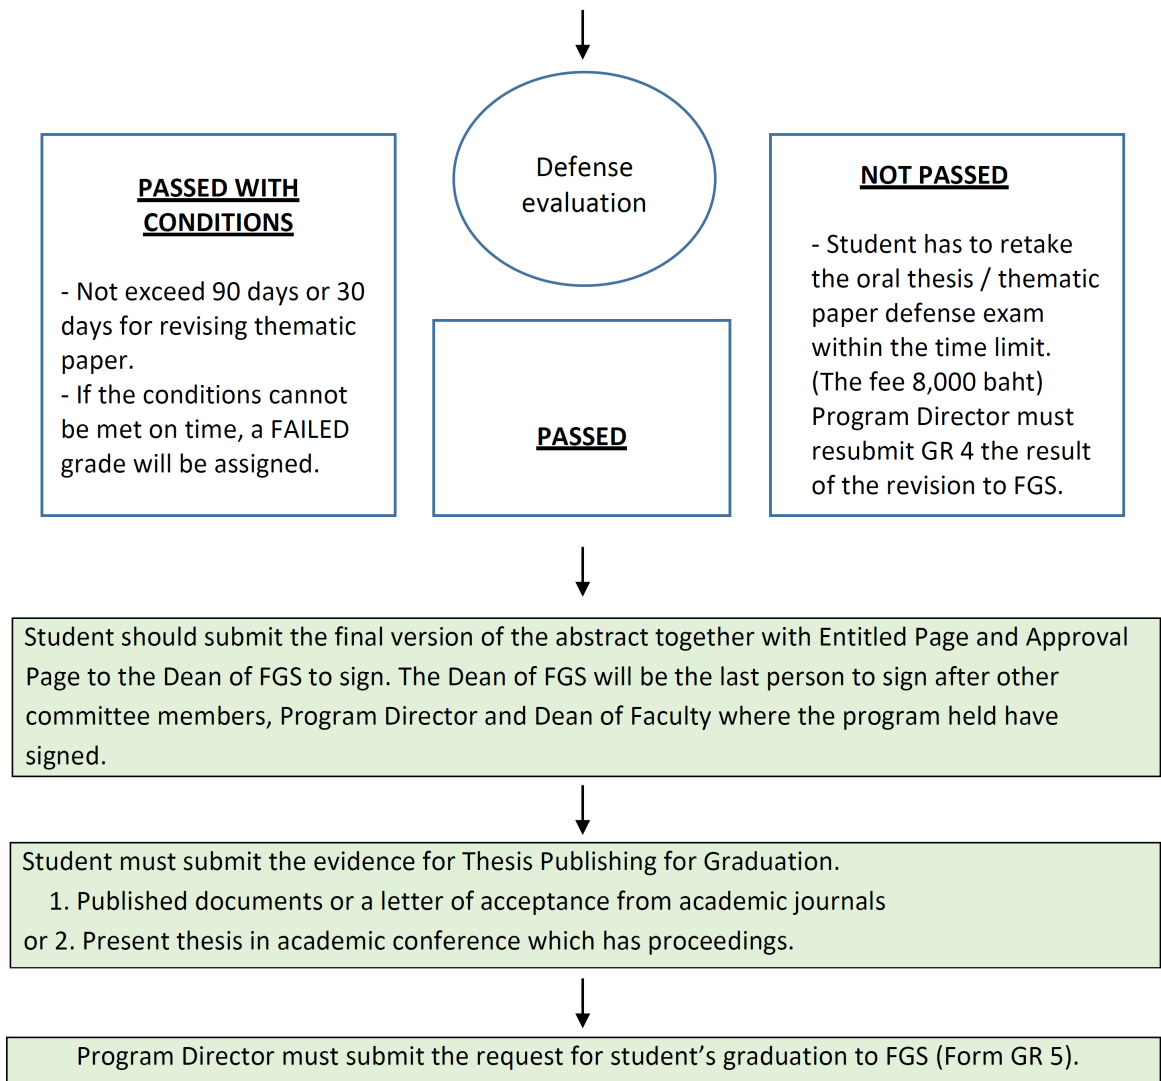 Defense
evaluation
PASSED WITH
CONDITIONS
- Not exceed 90 days or 30
days for revising thematic
paper.
- If the conditions cannot
be met on time, a FAILED
grade will be assigned.
PASSED
NOT PASSED
- Student has to retake
the oral thesis / thematic
paper defense exam
within the time limit.
(The fee 8,000 baht)
Program Director must
resubmit GR 4 the result
of the revision to FGS.
Student should submit the final version of the abstract together with Entitled Page and Approval
Page to the Dean of FGS to sign. The Dean of FGS will be the last person to sign after other
committee members, Program Director and Dean of Faculty where the program held have
signed.
Student must submit the evidence for Thesis Publishing for Graduation.
1. Published documents or a letter of acceptance from academic journals
or 2. Present thesis in academic conference which has proceedings.
Program Director must submit the request for student’s graduation to FGS (Form GR 5).